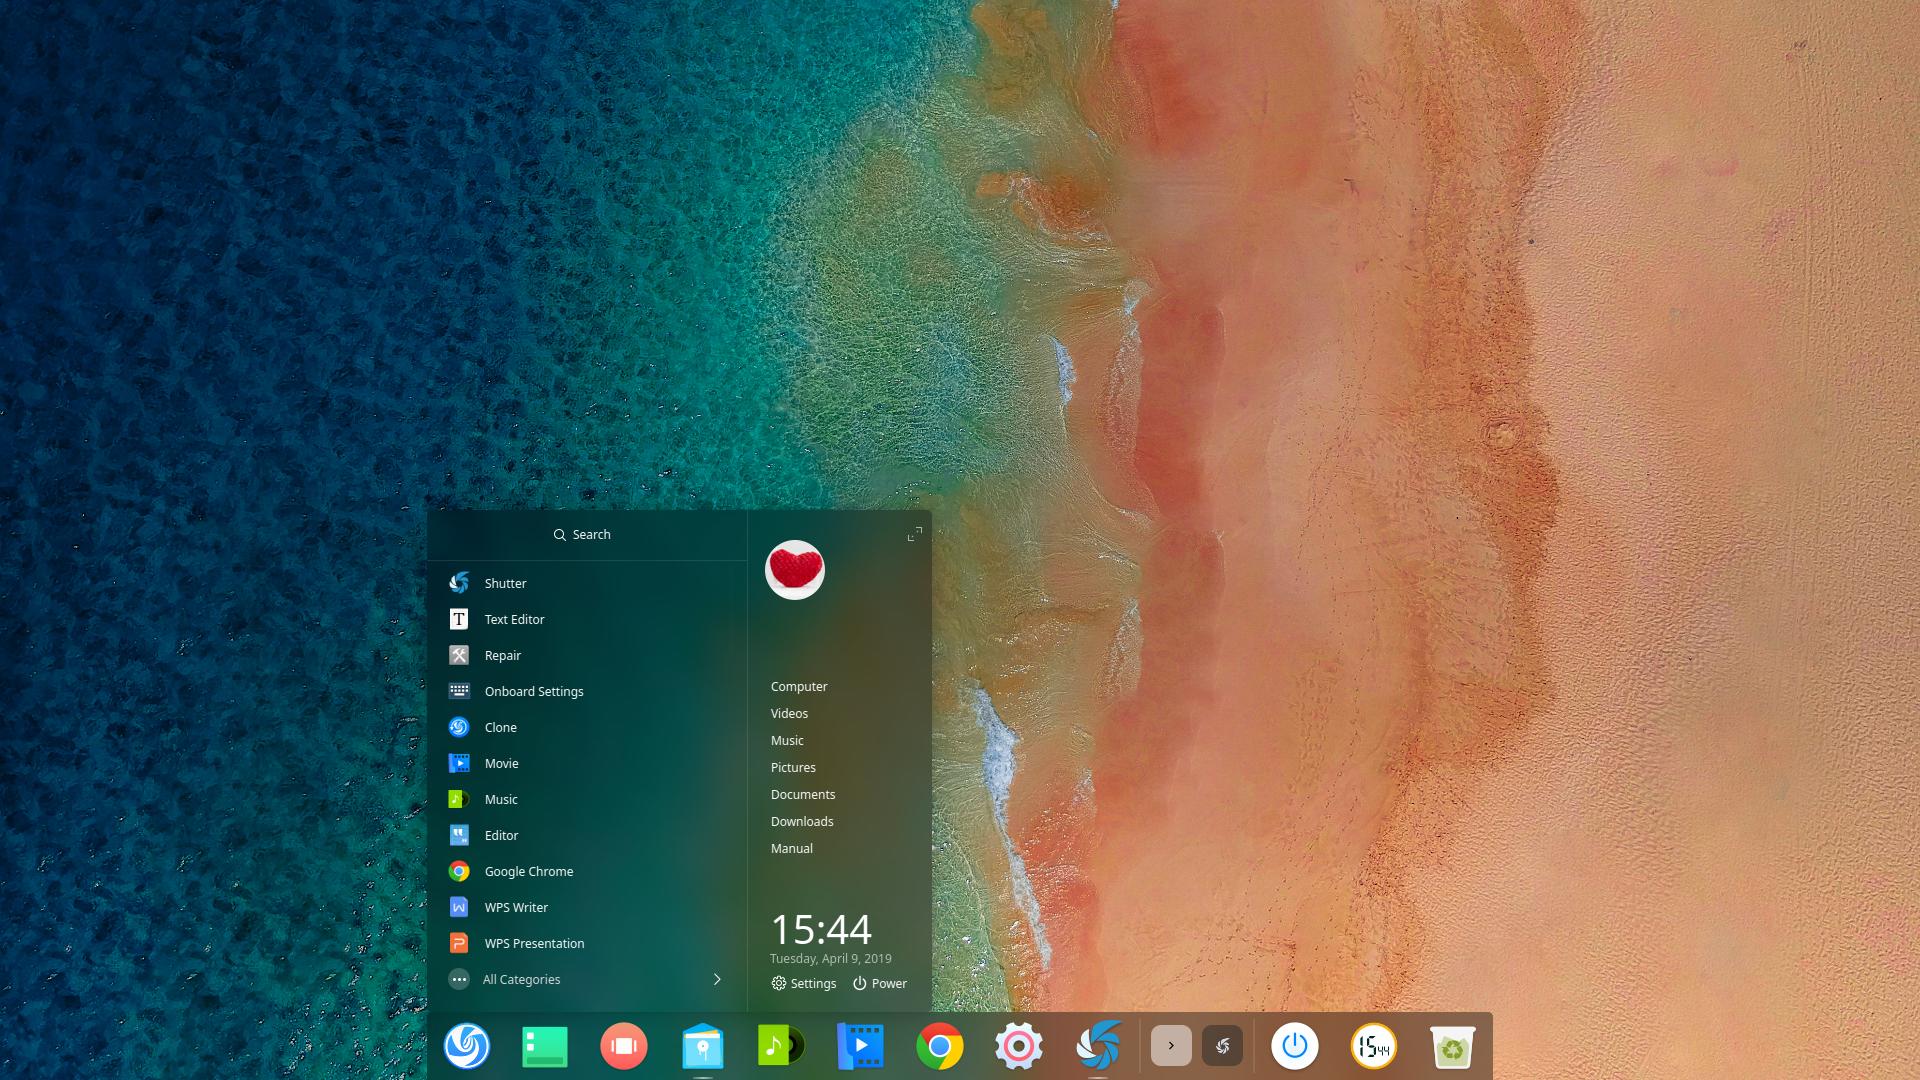 Search
Shutter
Text Editor
Repair
Onboard Settings
Clone
Movie
Music
Editor
Google Chrome
WPS Writer
WPS Presentation
All Categories
Computer
Videos
Music
Pictures
Documents
Downloads
Manual
15:44
Tuesday, April 9, 2019
Settings
Power
15 44